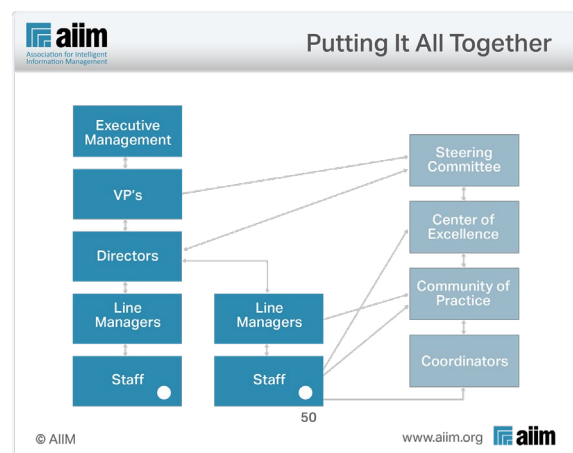 aiim
Association for Intelligent
Information Management
Putting It All Together
Executive
Management
VP's
Directors
Line
Managers
Staff
Line
Managers
Staff
Steering
Committee
Center of
Excellence
Community of
Practice
Coordinators
50
© AIIM
www.aiim.org
aiim